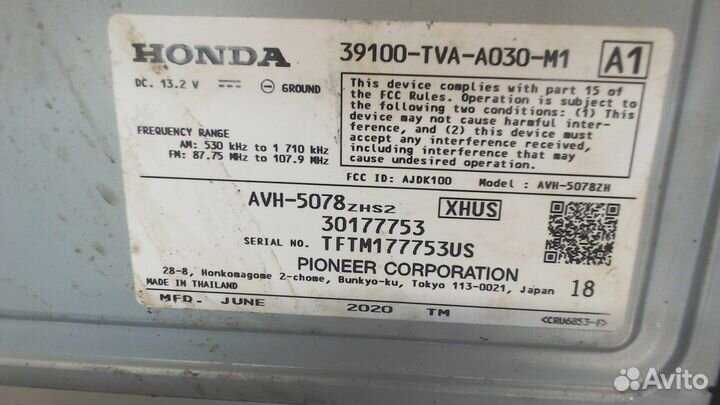 HONDA 39100-TVA-A030-M1 A1
DC. 13.2 V GROUND
This device complies with part 15 of
the FCC Rules. Operation is subject to
the following two conditions: (1) This
device may not cause harmful inter-
ference, and (2) this device must
accept any interference received,
including interference that may
cause undesired operation.
FREQUENCY RANGE
AM: 530 kHz to 1 710 kHz
FM: 87.75 MHz to 107.9 MHz
FCC ID: AJDK100 Model : AVH-5078ZH
AVH-5078ZHS2 XHUS
30177753
SERIAL NO. TFTM177753US
PIONEER CORPORATION
28-8, Honkomagome 2-chome, Bunkyo-ku, Tokyo 113-0021, Japan 18
MADE IN THAILAND
MFD- JUNE 2020 TM
<CRU6853-F>
Avito